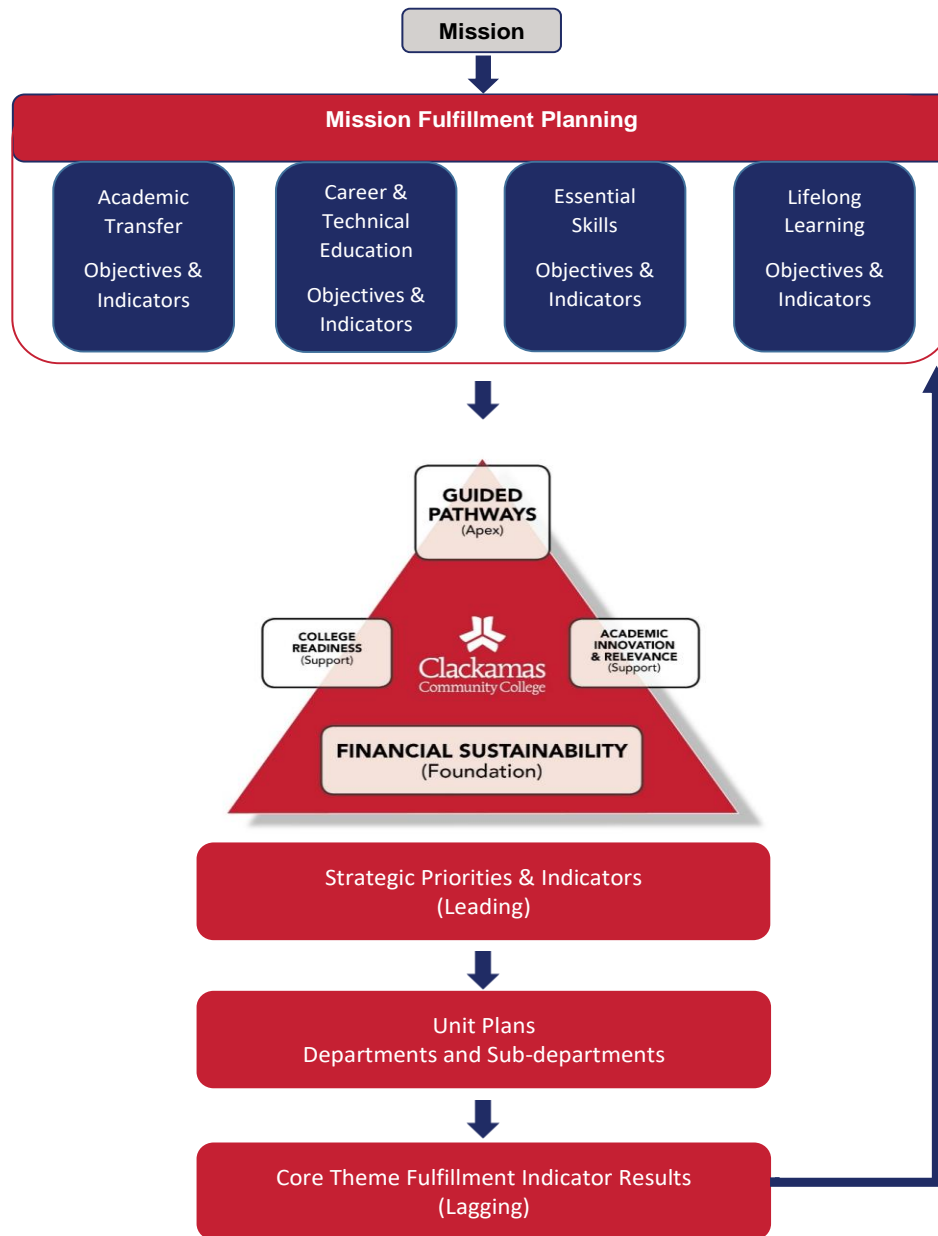 Mission
Mission Fulfillment Planning
Academic
Transfer
Objectives &
Indicators
Career &
Technical
Education
Objectives &
Indicators
Essential
Skills
Objectives &
Indicators
Lifelong
Learning
Objectives &
Indicators
GUIDED
PATHWAYS
(Apex)
COLLEGE
READINESS
(Support)
Clackamas
Community College
ACADEMIC
INNOVATION
& RELEVANCE
(Support)
FINANCIAL SUSTAINABILITY
(Foundation)
Strategic Priorities & Indicators
(Leading)
Unit Plans
Departments and Sub-departments
Core Theme Fulfillment Indicator Results
(Lagging)